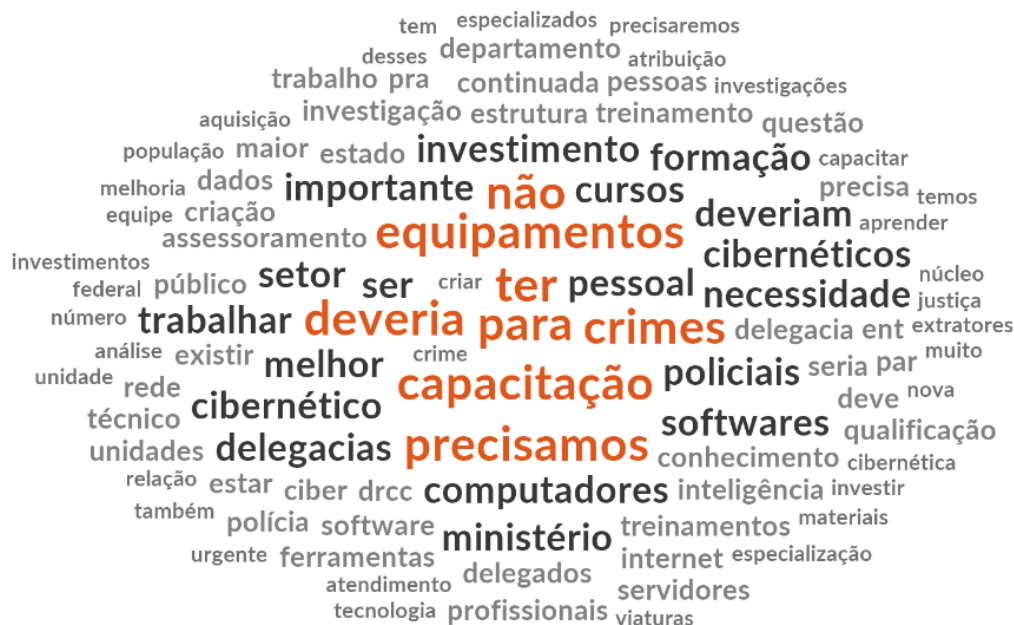 tem especializados precisaremos
desses departamento atribuição
trabalho pra continuada pessoas investigações
aquisição investigação estrutura treinamento questão
população maior estado investimento formação capacitar
melhoria dados importante não cursos precisa temos
equipe criação deveriam aprender
assessoramento equipamentos cibernéticos
investimentos setor ser criar ter pessoal necessidade núcleo
federal público justiça
número trabalhar deveria para crimes delegacia ent extratores
análise existir melhor crime policiais seria par muito
unidade rede cibernético capacitação deve nova
técnico softwares qualificação
unidades delegacias precisamos conhecimento cibernética
relação estar ciber drcc computadores inteligência investir
também polícia software ministério treinamentos materiais
urgente ferramentas internet especialização
atendimento delegados servidores
tecnologia profissionais viaturas